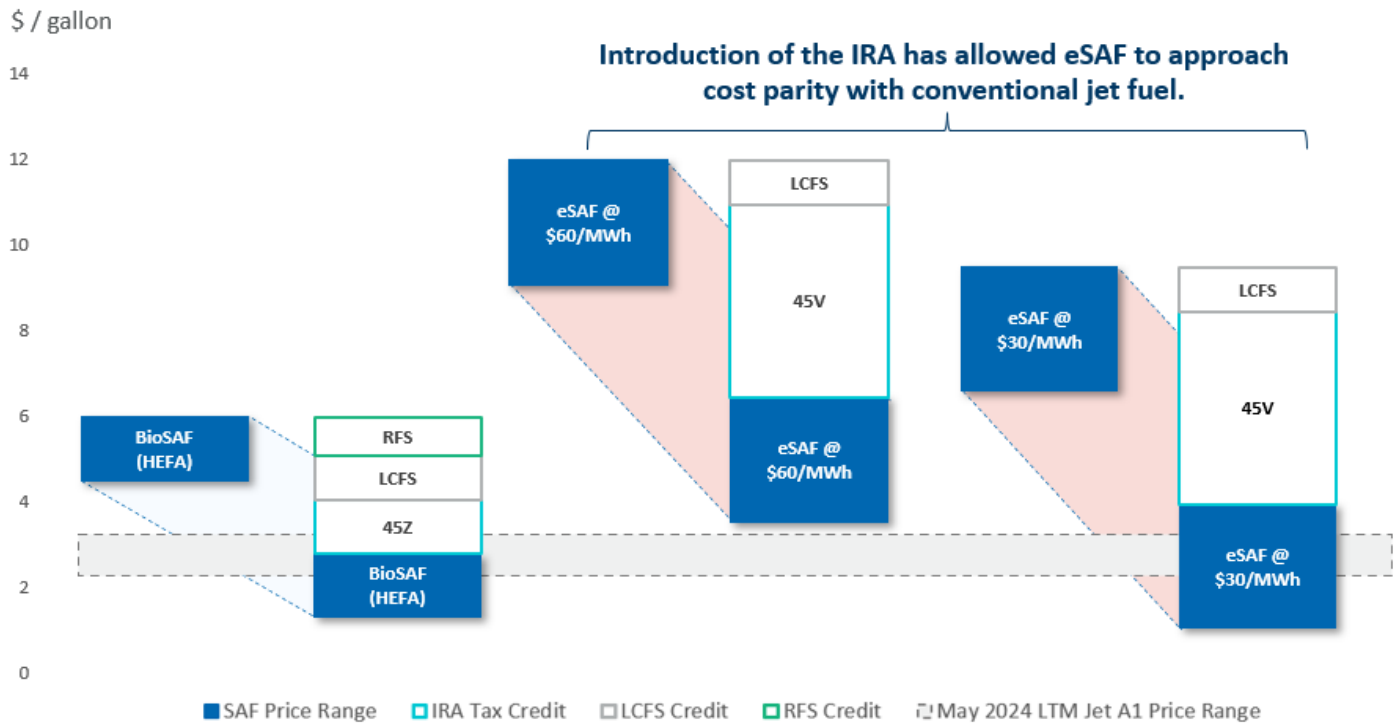 $ / gallon
Introduction of the IRA has allowed eSAF to approach
cost parity with conventional jet fuel.
14
12
10
8
6
4
2
0
BioSAF
(HEFA)
RFS
LCFS
45Z
BioSAF
(HEFA)
eSAF @
$60/MWh
LCFS
45V
eSAF @
$60/MWh
eSAF @
$30/MWh
LCFS
45V
eSAF @
$30/MWh
SAF Price Range
IRA Tax Credit
LCFS Credit
RFS Credit
May 2024 LTM Jet A1 Price Range